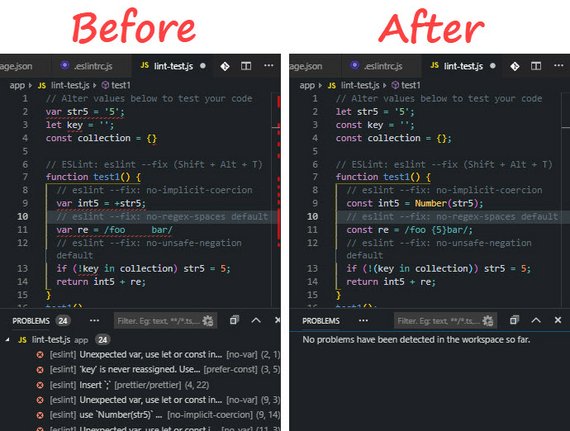 Before
age.json
.eslintrc.js
JS lint-test.js
app > JS lint-test.js > test1
1 // Alter values below to test your code
2 var str5 = '5';
3 let key = '';
4 const collection = {}
5
6 // ESLint: eslint --fix (Shift + Alt + T)
7 function test1() {
8 // eslint --fix: no-implicit-coercion
9 var int5 = +str5;
10 // eslint --fix: no-regex-spaces default
11 var re = /foo     bar/
12 // eslint --fix: no-unsafe-negation
default
13 if (!key in collection) str5 = 5;
14 return int5 + re;
15 }
16
PROBLEMS 24 ... Filter. Eg: text, **/*.ts,...
JS lint-test.js app 24
[eslint] Unexpected var, use let or const in... [no-var] (2, 1)
[eslint] 'key' is never reassigned. Use... [prefer-const] (3, 5)
[eslint] Insert `;` [prettier/prettier] (4, 22)
[eslint] Unexpected var, use let or const in... [no-var] (9, 3)
[eslint] use `Number(str5)` ... [no-implicit-coercion] (9, 14)
[eslint] Unexpected var, use let or const i... [no-var] (11, 3)
After
age.json
.eslintrc.js
JS lint-test.js
app > JS lint-test.js > test1
1 // Alter values below to test your code
2 let str5 = '5';
3 const key = '';
4 const collection = {};
5
6 // ESLint: eslint --fix (Shift + Alt + T)
7 function test1() {
8 // eslint --fix: no-implicit-coercion
9 const int5 = Number(str5);
10 // eslint --fix: no-regex-spaces default
11 const re = /foo {5}bar/;
12 // eslint --fix: no-unsafe-negation
default
13 if (!(key in collection)) str5 = 5;
14 return int5 + re;
15 }
16 test1();
PROBLEMS ... Filter. Eg: text, **/*.ts,...
No problems have been detected in the workspace so far.